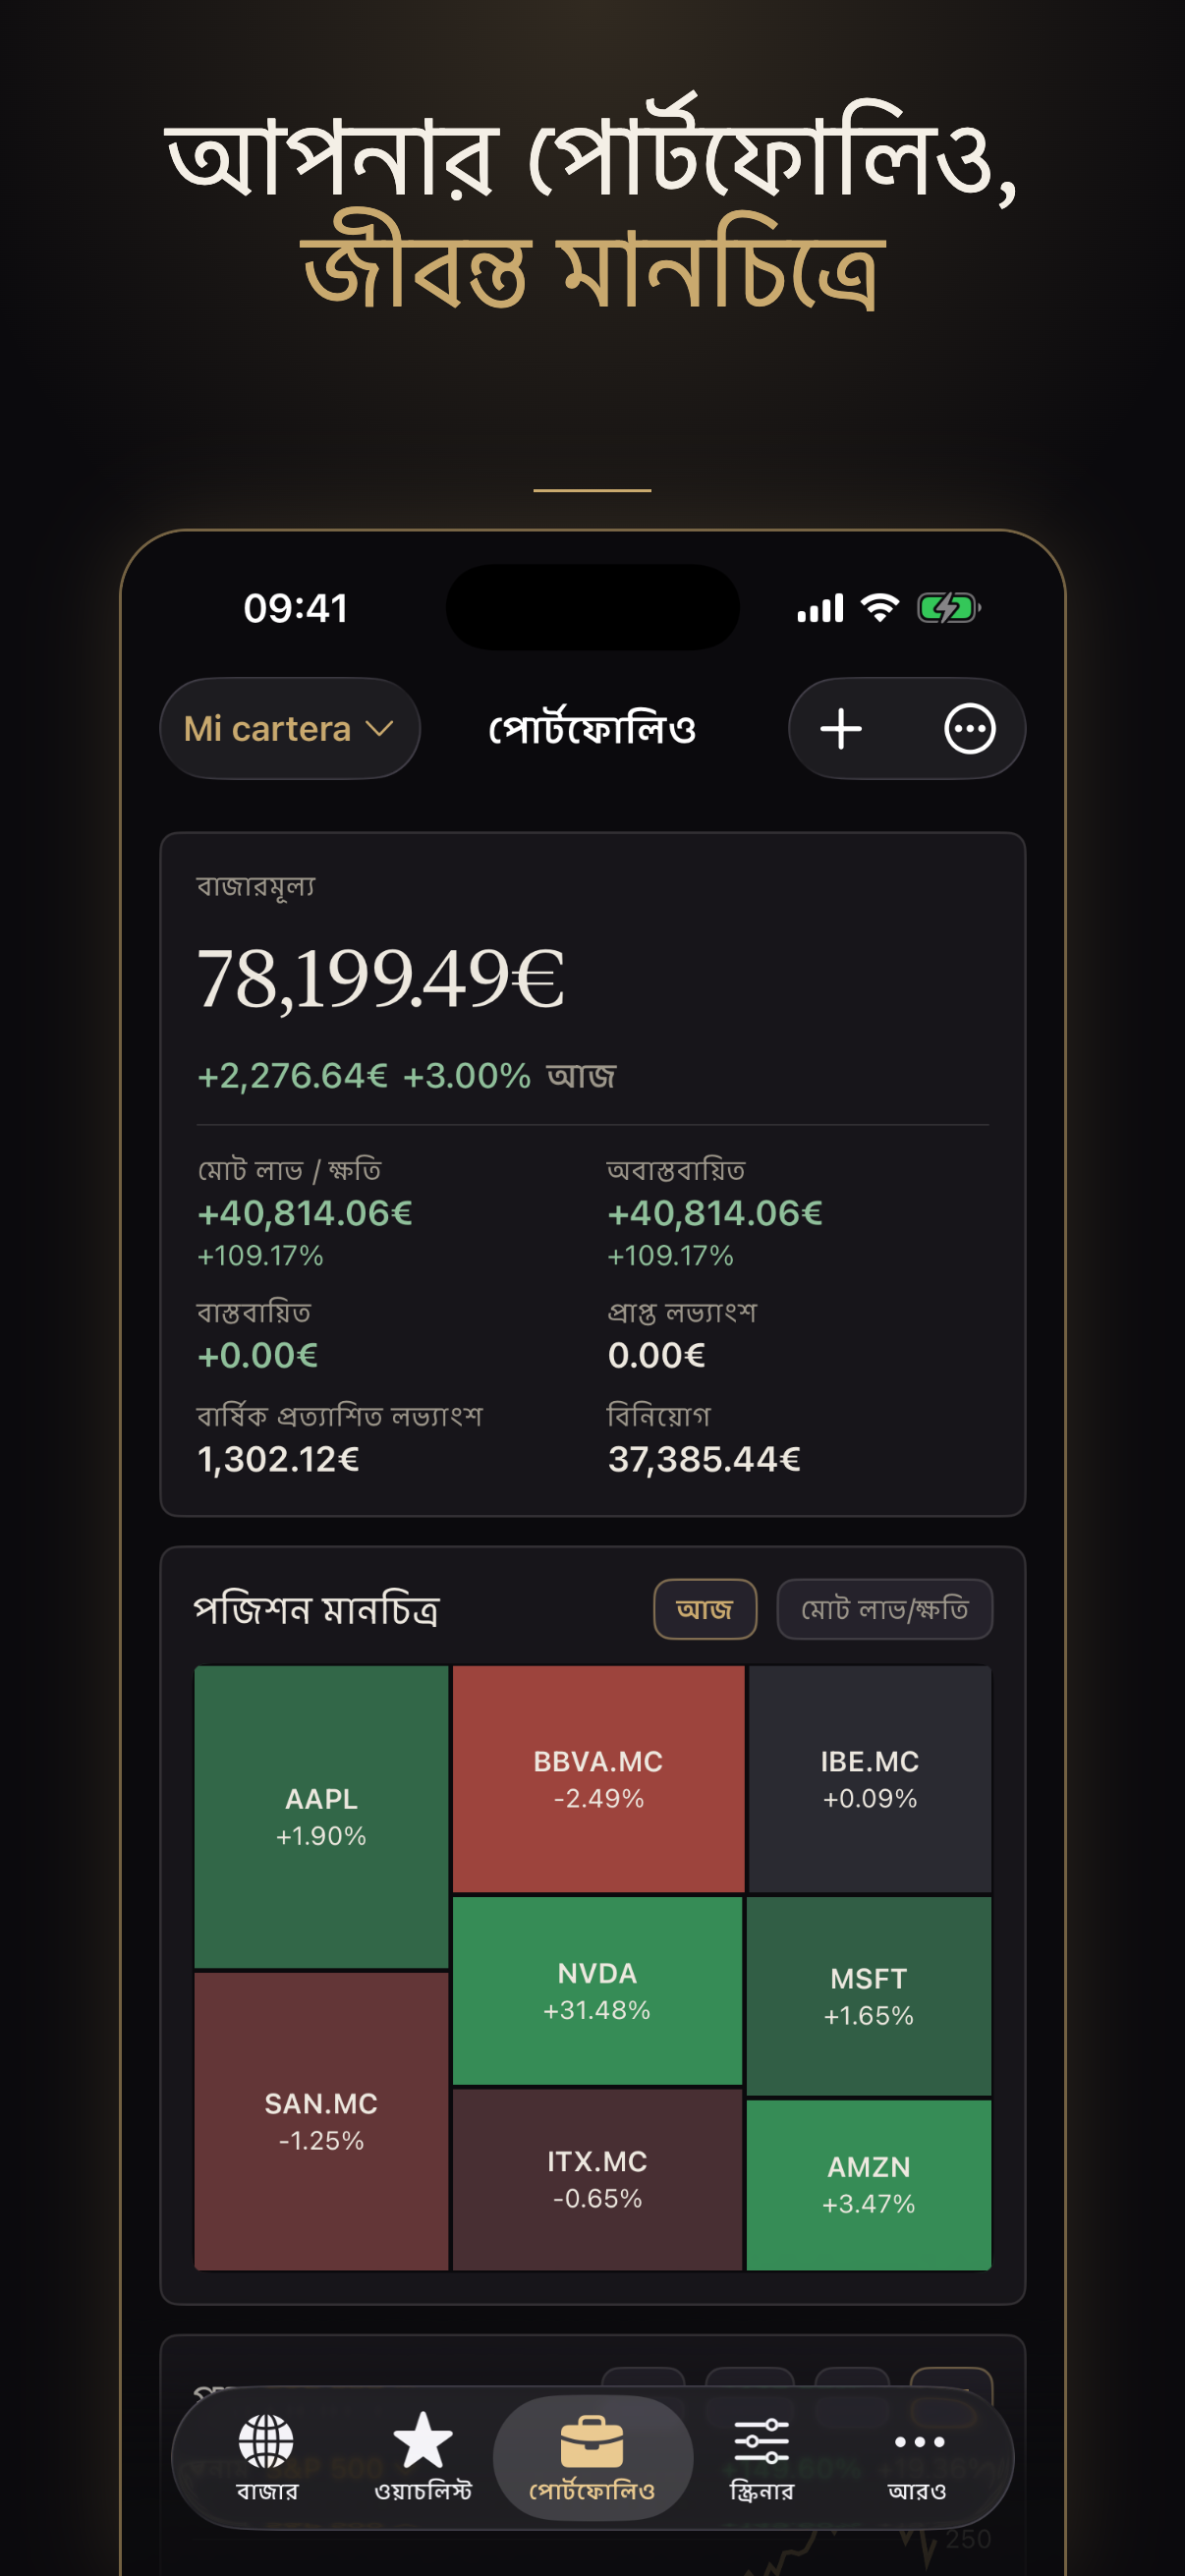 আপনার পোর্টফোলিও,
জীবন্ত মানচিত্রে
09:41
Mi cartera
পোর্টফোলিও
বাজারমূল্য
78,199.49€
+2,276.64€ +3.00% আজ
মোট লাভ / ক্ষতি
অবাস্তবায়িত
+40,814.06€
+40,814.06€
+109.17%
+109.17%
বাস্তবায়িত
প্রাপ্ত লভ্যাংশ
+0.00€
0.00€
বার্ষিক প্রত্যাশিত লভ্যাংশ
বিনিয়োগ
1,302.12€
37,385.44€
পজিশন মানচিত্র
আজ
মোট লাভ/ক্ষতি
AAPL
+1.90%
BBVA.MC
-2.49%
IBE.MC
+0.09%
NVDA
+31.48%
MSFT
+1.65%
SAN.MC
-1.25%
ITX.MC
-0.65%
AMZN
+3.47%
বাজার
ওয়াচলিস্ট
পোর্টফোলিও
স্ক্রিনার
আরও
250